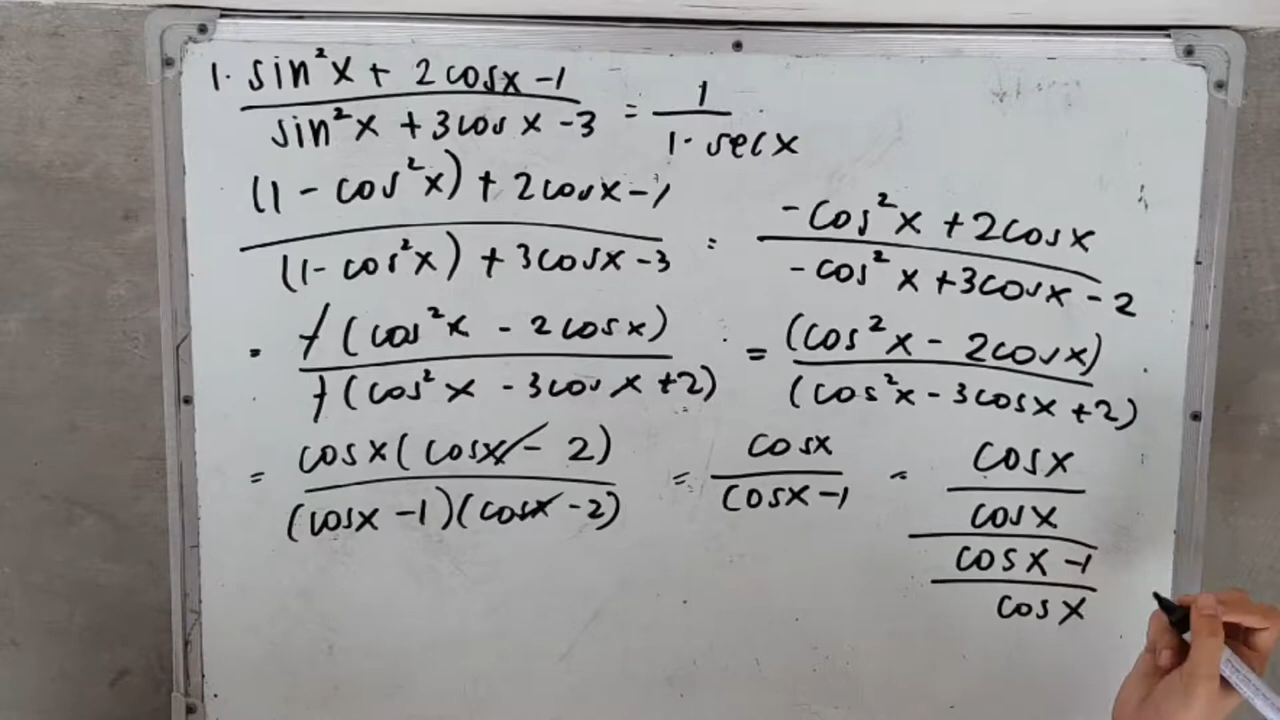 1. sin²x + 2cosx - 1 / sin²x + 3cosx - 3 = 1 / 1 - secx
(1 - cos²x) + 2cosx - 1 / (1 - cos²x) + 3cosx - 3 = -cos²x + 2cosx / -cos²x + 3cosx - 2
= -(cos²x - 2cosx) / -(cos²x - 3cosx + 2) = (cos²x - 2cosx) / (cos²x - 3cosx + 2)
= cosx(cosx - 2) / (cosx - 1)(cosx - 2) = cosx / cosx - 1 = cosx / cosx / cosx - 1 / cosx